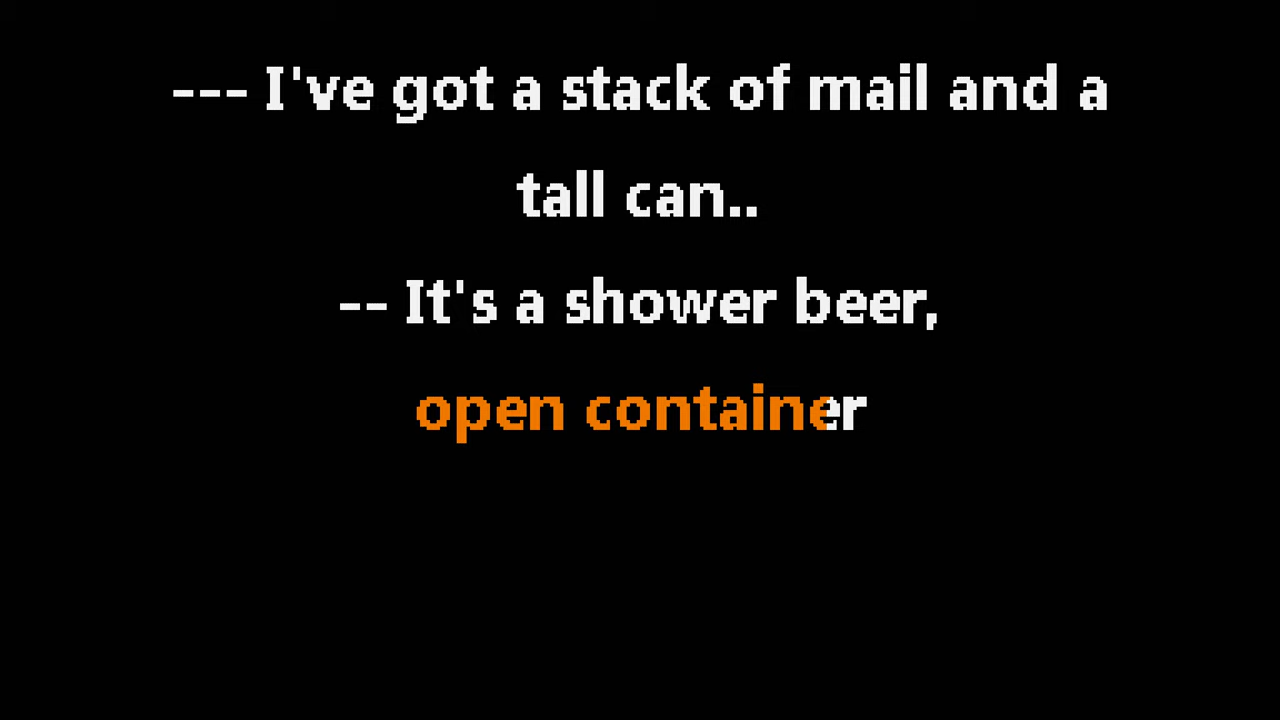 --- I've got a stack of mail and a
tall can..
-- It's a shower beer,
open container